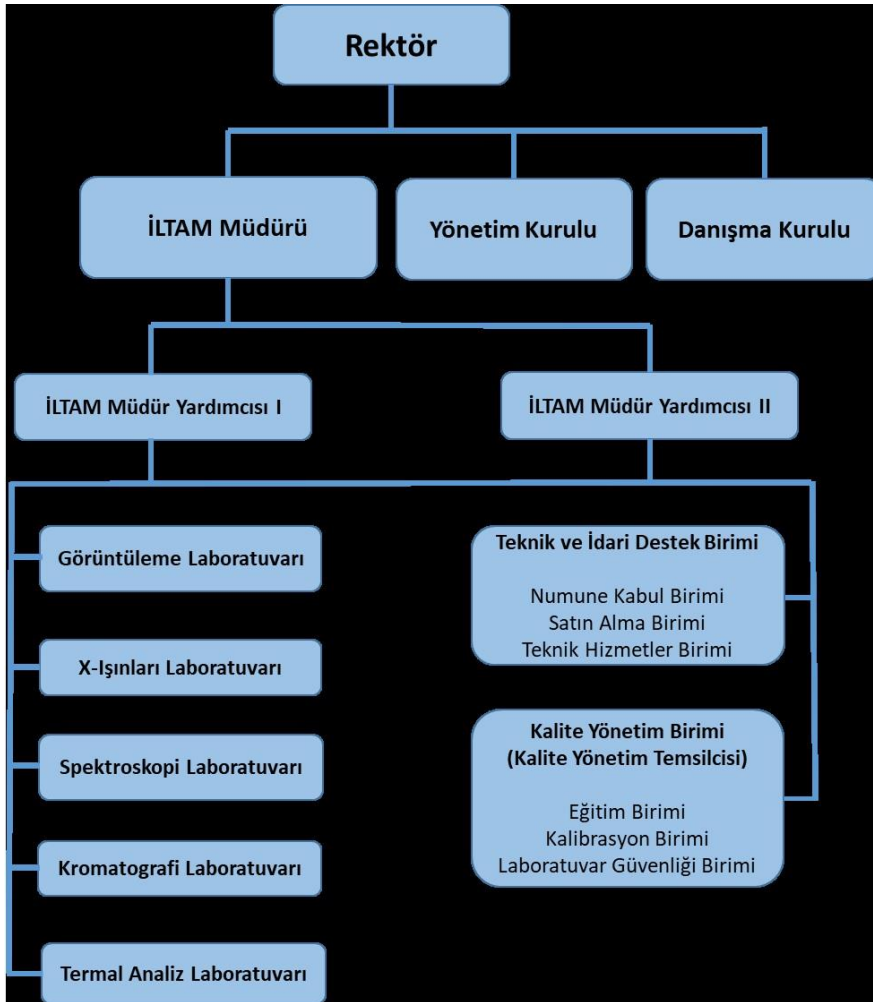 Rektör
İLTAM Müdürü
Yönetim Kurulu
Danışma Kurulu
İLTAM Müdür Yardımcısı I
İLTAM Müdür Yardımcısı II
Görüntüleme Laboratuvarı
X-Işınları Laboratuvarı
Spektroskopi Laboratuvarı
Kromatografi Laboratuvarı
Termal Analiz Laboratuvarı
Teknik ve İdari Destek Birimi
Numune Kabul Birimi
Satın Alma Birimi
Teknik Hizmetler Birimi
Kalite Yönetim Birimi
(Kalite Yönetim Temsilcisi)
Eğitim Birimi
Kalibrasyon Birimi
Laboratuvar Güvenliği Birimi